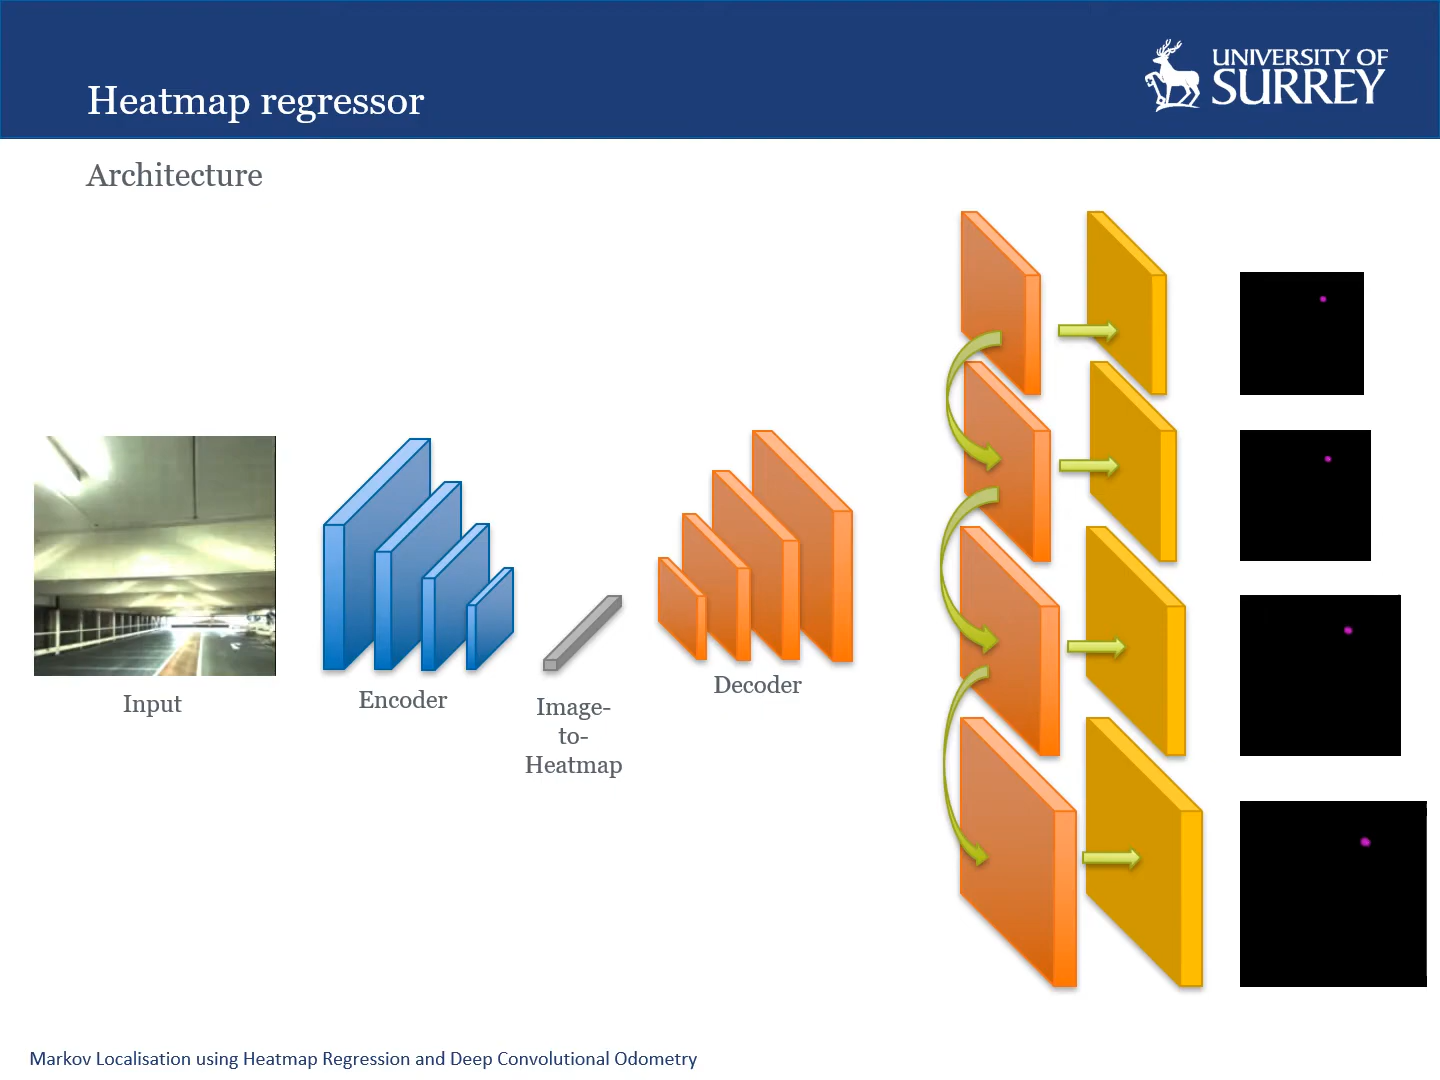 Heatmap regressor
UNIVERSITY OF
SURREY
Architecture
Input
Encoder
Image-
to-
Heatmap
Decoder
Markov Localisation using Heatmap Regression and Deep Convolutional Odometry